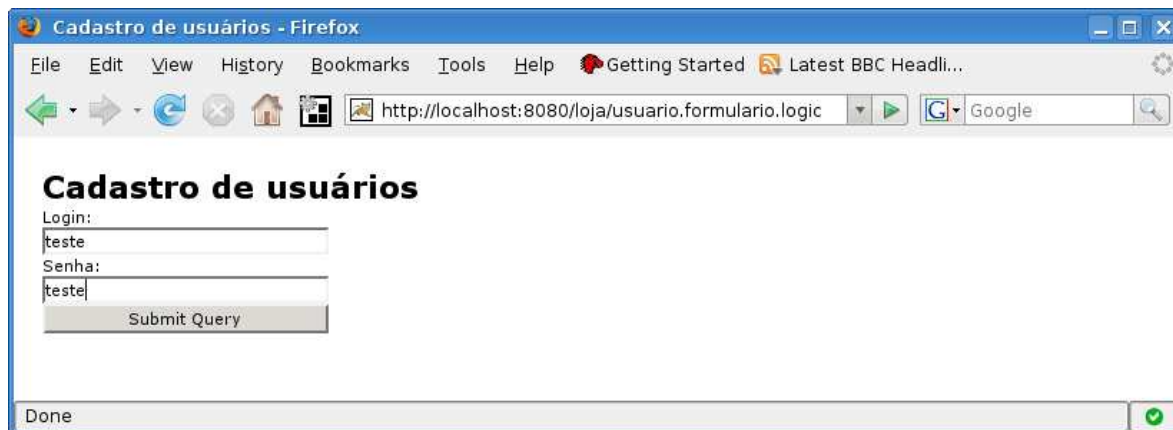 Cadastro de usuários - Firefox
File Edit View History Bookmarks Tools Help Getting Started Latest BBC Headli...
http://localhost:8080/loja/usuario.formulario.logic G Google
Cadastro de usuários
Login:
teste
Senha:
teste
Submit Query
Done